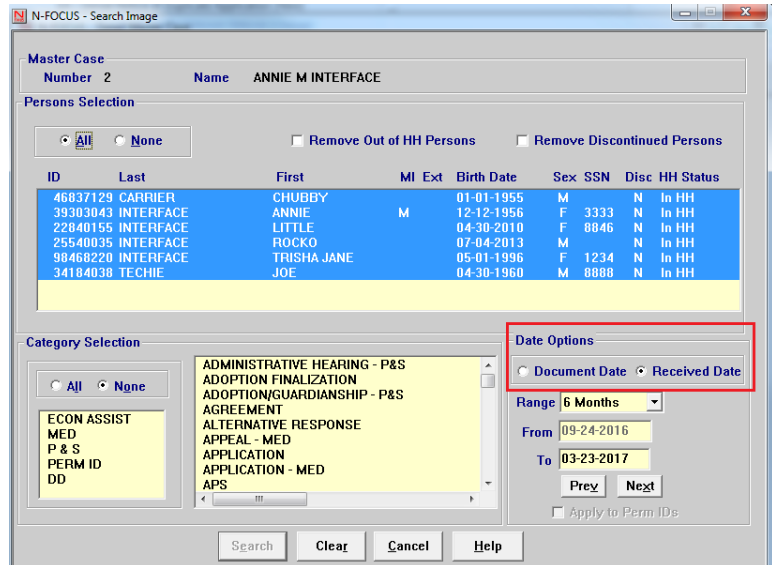 N-FOCUS - Search Image
Master Case
Number 2 Name ANNIE M INTERFACE
Persons Selection
All None Remove Out of HH Persons Remove Discontinued Persons
ID Last First MI Ext Birth Date Sex SSN Disc HH Status
46837129 CARRIER CHUBBY 01-01-1955 M N In HH
39303043 INTERFACE ANNIE M 12-12-1956 F 3333 N In HH
22840155 INTERFACE LITTLE 04-30-2010 F 8846 N In HH
25540035 INTERFACE ROCKO 07-04-2013 M N In HH
98468220 INTERFACE TRISHA JANE 05-01-1996 F 1234 N In HH
34184038 TECHIE JOE 04-30-1960 M 8888 N In HH
Category Selection
All None
ECON ASSIST
MED
P & S
PERM ID
DD
ADMINISTRATIVE HEARING - P&S
ADOPTION FINALIZATION
ADOPTION/GUARDIANSHIP - P&S
AGREEMENT
ALTERNATIVE RESPONSE
APPEAL - MED
APPLICATION
APPLICATION - MED
APS
Date Options
Document Date Received Date
Range 6 Months
From 09-24-2016
To 03-23-2017
Prev Next
Apply to Perm IDs
Search Clear Cancel Help